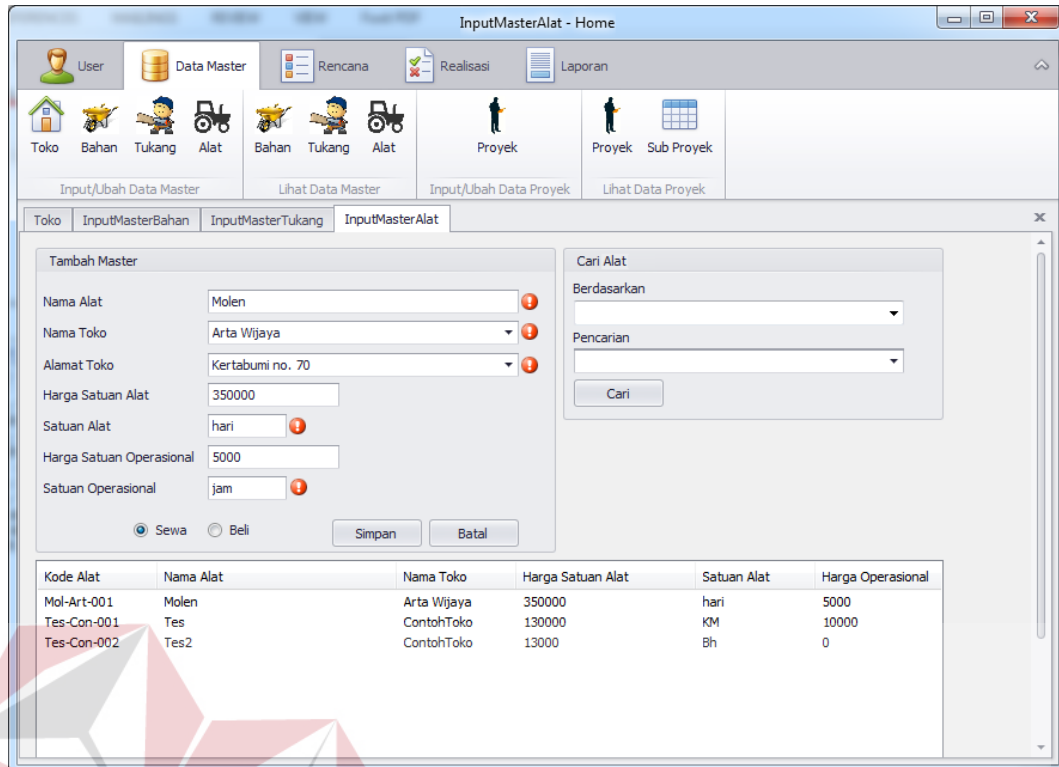 InputMasterAlat - Home
User Data Master Rencana Realisasi Laporan
Toko Bahan Tukang Alat Bahan Tukang Alat Proyek Proyek Sub Proyek
Input/Ubah Data Master Lihat Data Master Input/Ubah Data Proyek Lihat Data Proyek
Toko InputMasterBahan InputMasterTukang InputMasterAlat
Tambah Master
Nama Alat Molen
Nama Toko Arta Wijaya
Alamat Toko Kertabumi no. 70
Harga Satuan Alat 350000
Satuan Alat hari
Harga Satuan Operasional 5000
Satuan Operasional jam
Sewa Beli Simpan Batal
Cari Alat
Berdasarkan
Pencarian
Cari
Kode Alat Nama Alat Nama Toko Harga Satuan Alat Satuan Alat Harga Operasional
Mol-Art-001 Molen Arta Wijaya 350000 hari 5000
Tes-Con-001 Tes ContohToko 130000 KM 10000
Tes-Con-002 Tes2 ContohToko 13000 Bh 0